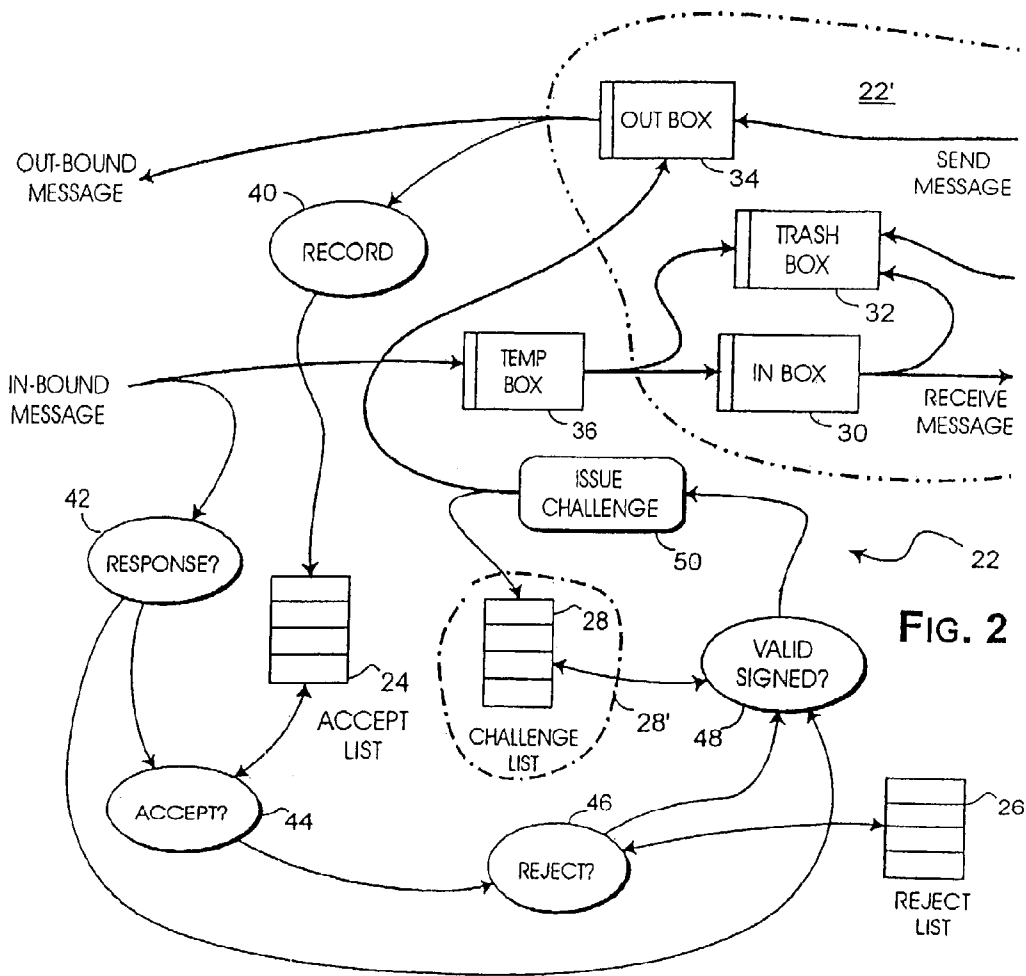 22'
OUT BOX
34
OUT-BOUND
MESSAGE
SEND
MESSAGE
40
RECORD
TRASH
BOX
32
IN-BOUND
MESSAGE
TEMP
BOX
36
IN BOX
30
RECEIVE
MESSAGE
ISSUE
CHALLENGE
50
42
RESPONSE?
22
FIG. 2
24
ACCEPT
LIST
28
28'
CHALLENGE
LIST
VALID
SIGNED?
48
ACCEPT?
44
46
REJECT?
26
REJECT
LIST